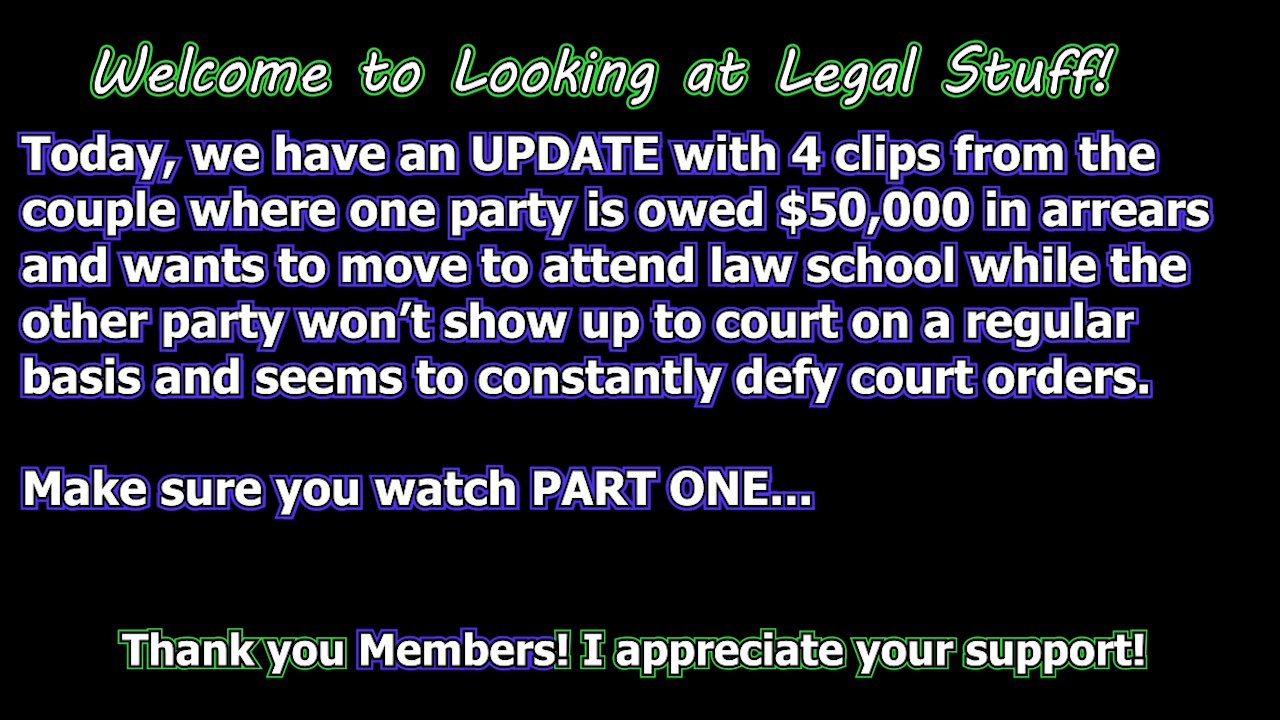 Welcome to Looking at Legal Stuff!
Today, we have an UPDATE with 4 clips from the
couple where one party is owed $50,000 in arrears
and wants to move to attend law school while the
other party won’t show up to court on a regular
basis and seems to constantly defy court orders.
Make sure you watch PART ONE...
Thank you Members! I appreciate your support!